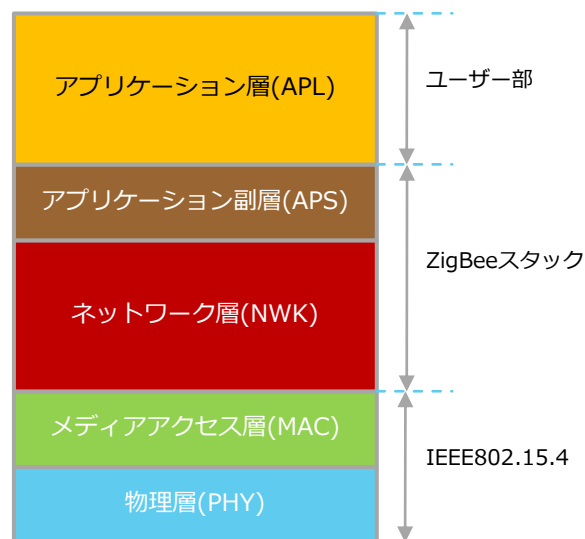 アプリケーション層(APL)
ユーザー部
アプリケーション副層(APS)
ZigBeeスタック
ネットワーク層(NWK)
メディアアクセス層(MAC)
IEEE802.15.4
物理層(PHY)